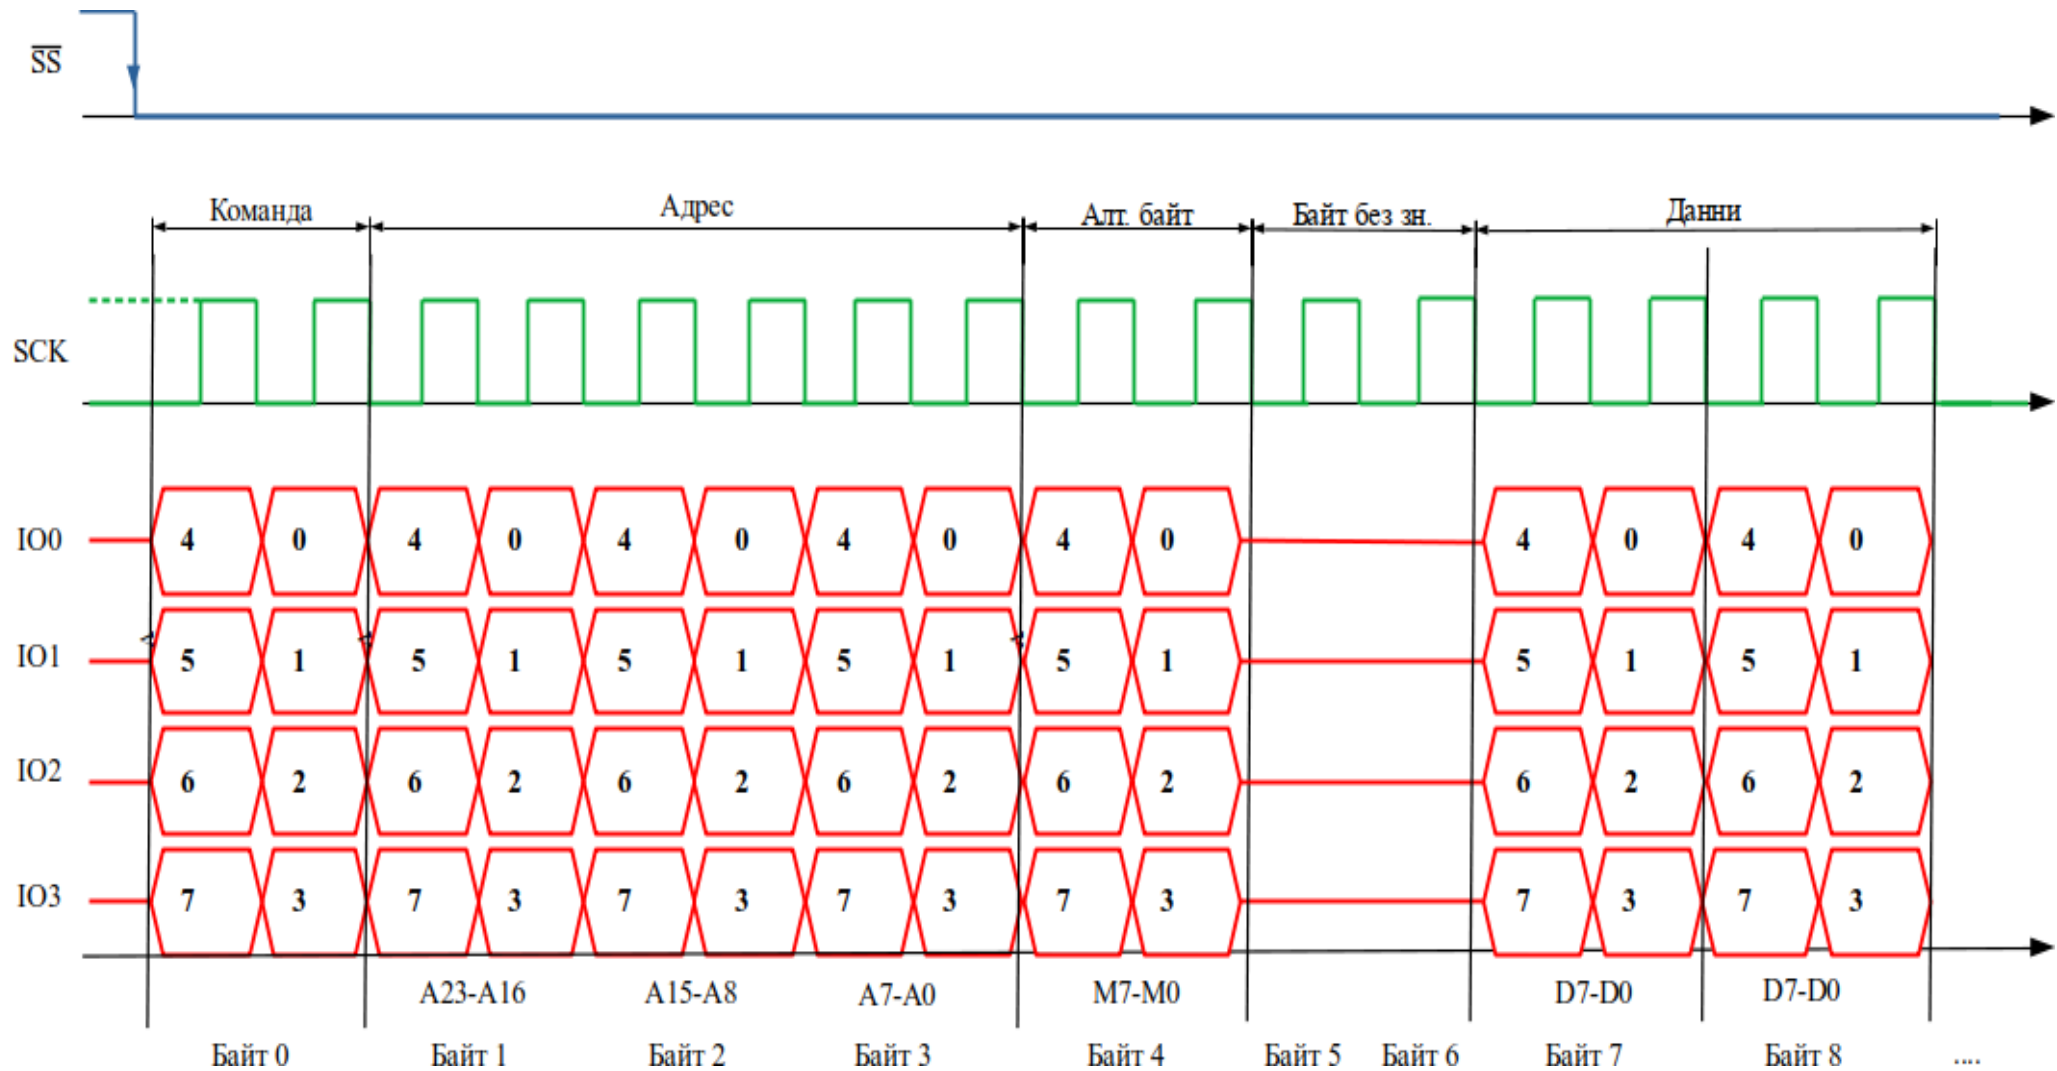 SS
Команда Адрес Алт. байт Байт без зн. Данни
SCK
IO0 4 0 4 0 4 0 4 0 4 0 4 0 4 0
IO1 5 1 5 1 5 1 5 1 5 1 5 1 5 1
IO2 6 2 6 2 6 2 6 2 6 2 6 2 6 2
IO3 7 3 7 3 7 3 7 3 7 3 7 3 7 3
A23-A16 A15-A8 A7-A0 M7-M0 D7-D0 D7-D0
Байт 0 Байт 1 Байт 2 Байт 3 Байт 4 Байт 5 Байт 6 Байт 7 Байт 8 ....